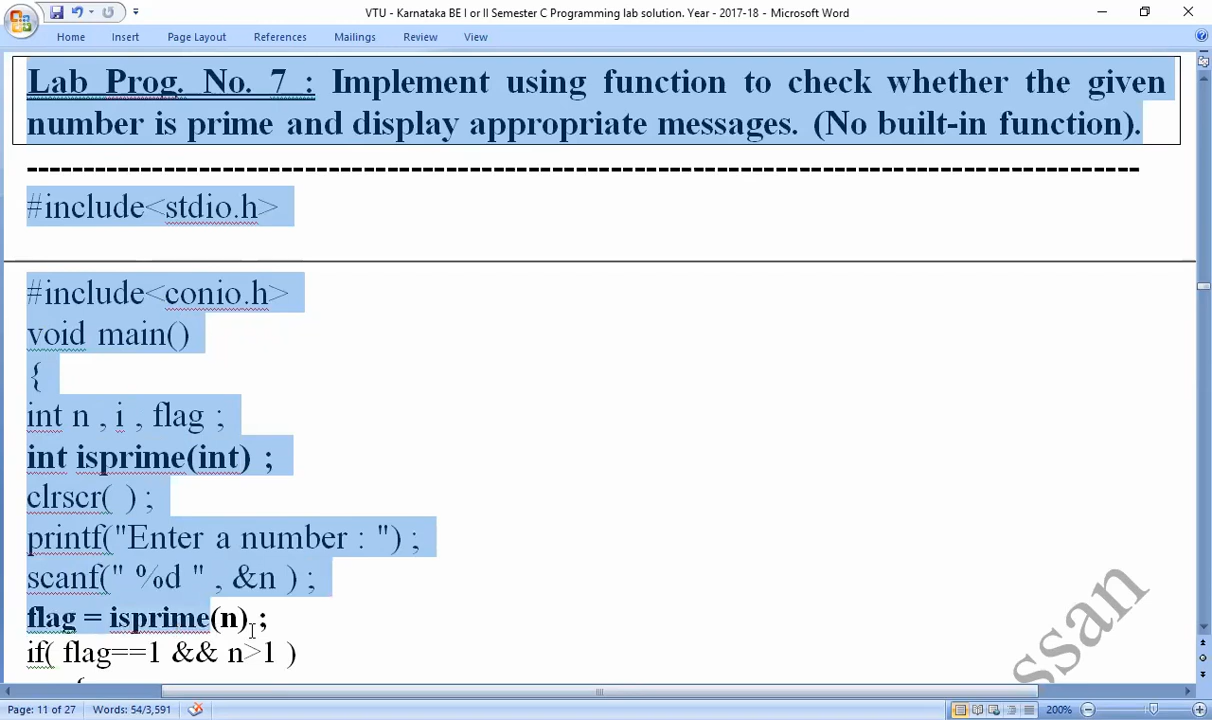 VTU - Karnataka BE I or II Semester C Programming lab solution. Year - 2017-18 - Microsoft Word
Home Insert Page Layout References Mailings Review View
Lab Prog. No. 7 : Implement using function to check whether the given
number is prime and display appropriate messages. (No built-in function).
-----------------------------------------------------------------------------------------
#include<stdio.h>
#include<conio.h>
void main()
{
int n , i , flag ;
int isprime(int) ;
clrscr( ) ;
printf("Enter a number : ") ;
scanf(" %d " , &n ) ;
flag = isprime(n) ;
if( flag==1 && n>1 )
ssan
Page: 11 of 27 Words: 54/3,591 200%